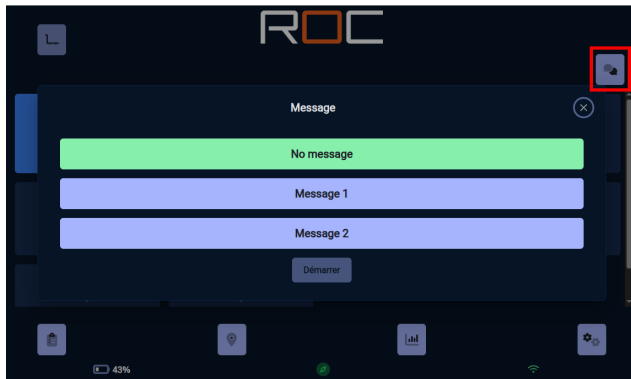 ROC
Message
No message
Message 1
Message 2
Démarrer
43%